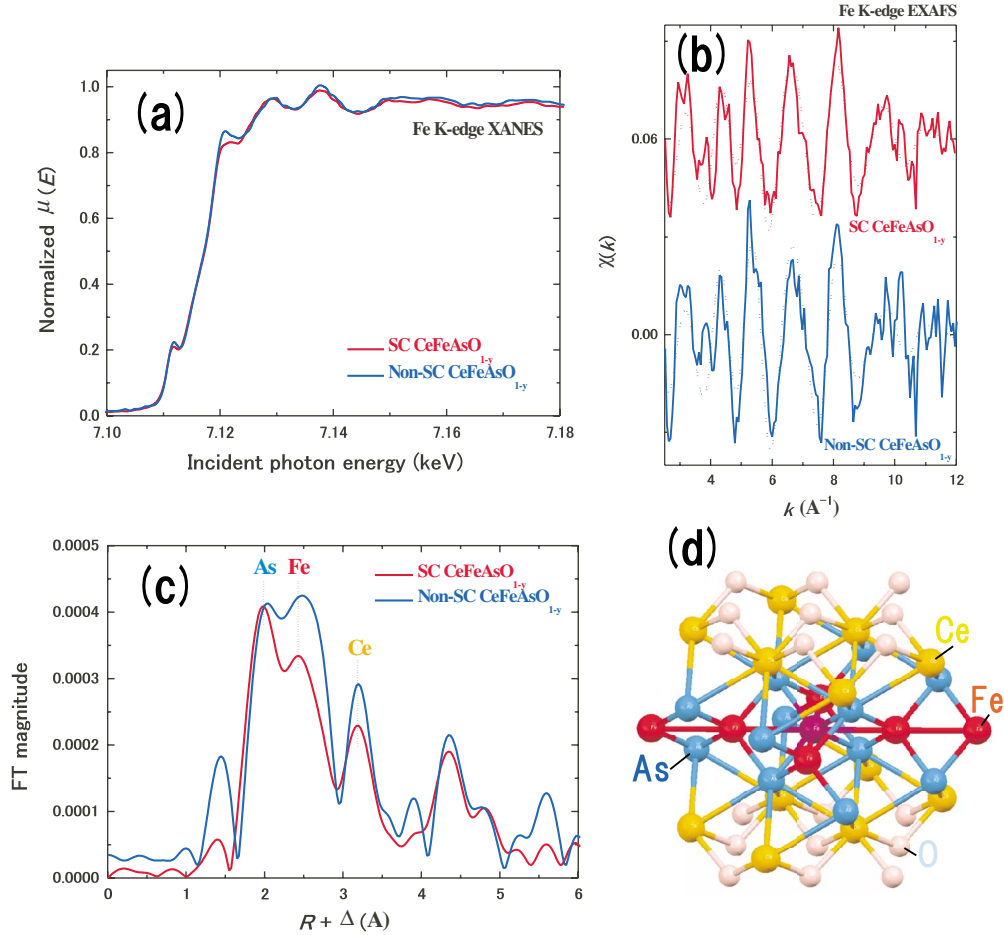 (a)
Fe K-edge XANES
Normalized μ(E)
1.0
0.8
0.6
0.4
0.2
0.0
SC CeFeAsO1-y
Non-SC CeFeAsO1-y
7.10 7.12 7.14 7.16 7.18
Incident photon energy (keV)
Fe K-edge EXAFS
(b)
χ(k)
0.06
0.00
SC CeFeAsO1-y
Non-SC CeFeAsO1-y
4 6 8 10 12
k (A−1)
(c)
As Fe
Ce
SC CeFeAsO1-y
Non-SC CeFeAsO1-y
FT magnitude
0.0005
0.0004
0.0003
0.0002
0.0001
0.0000
0 1 2 3 4 5 6
R + Δ (A)
(d)
Ce
Fe
As
O